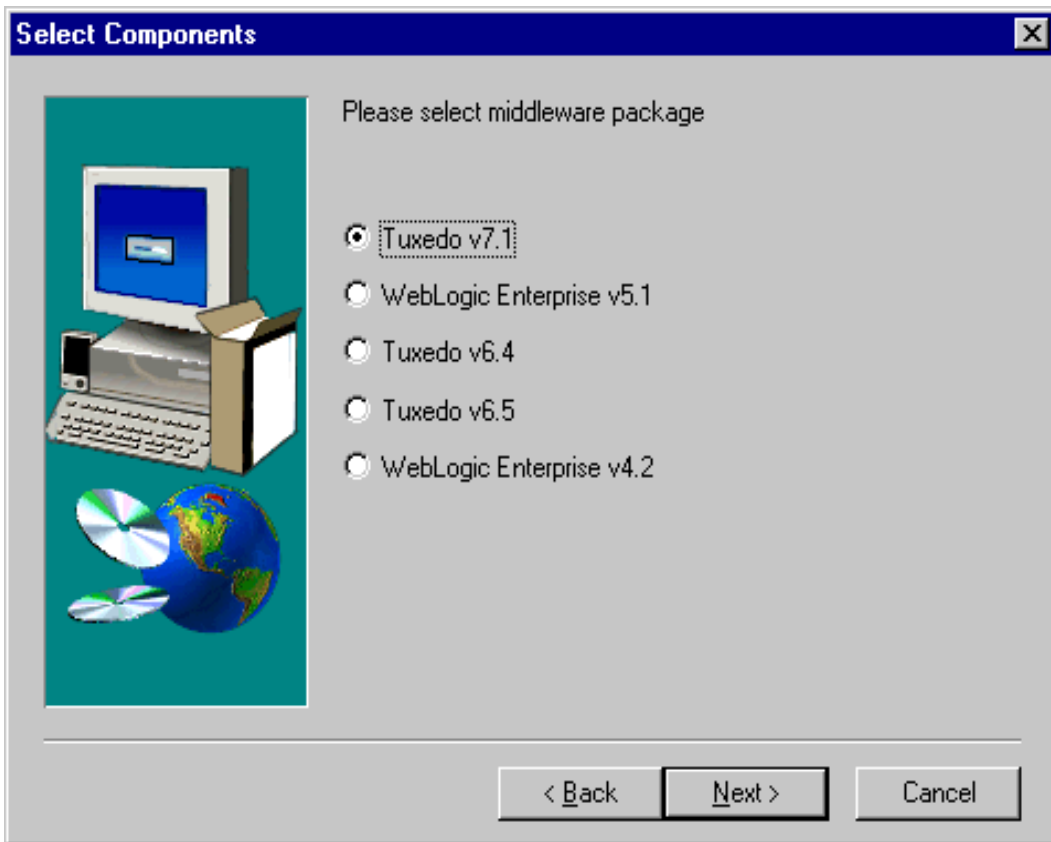 Select Components
Please select middleware package
Tuxedo v7.1
WebLogic Enterprise v5.1
Tuxedo v6.4
Tuxedo v6.5
WebLogic Enterprise v4.2
< Back Next > Cancel